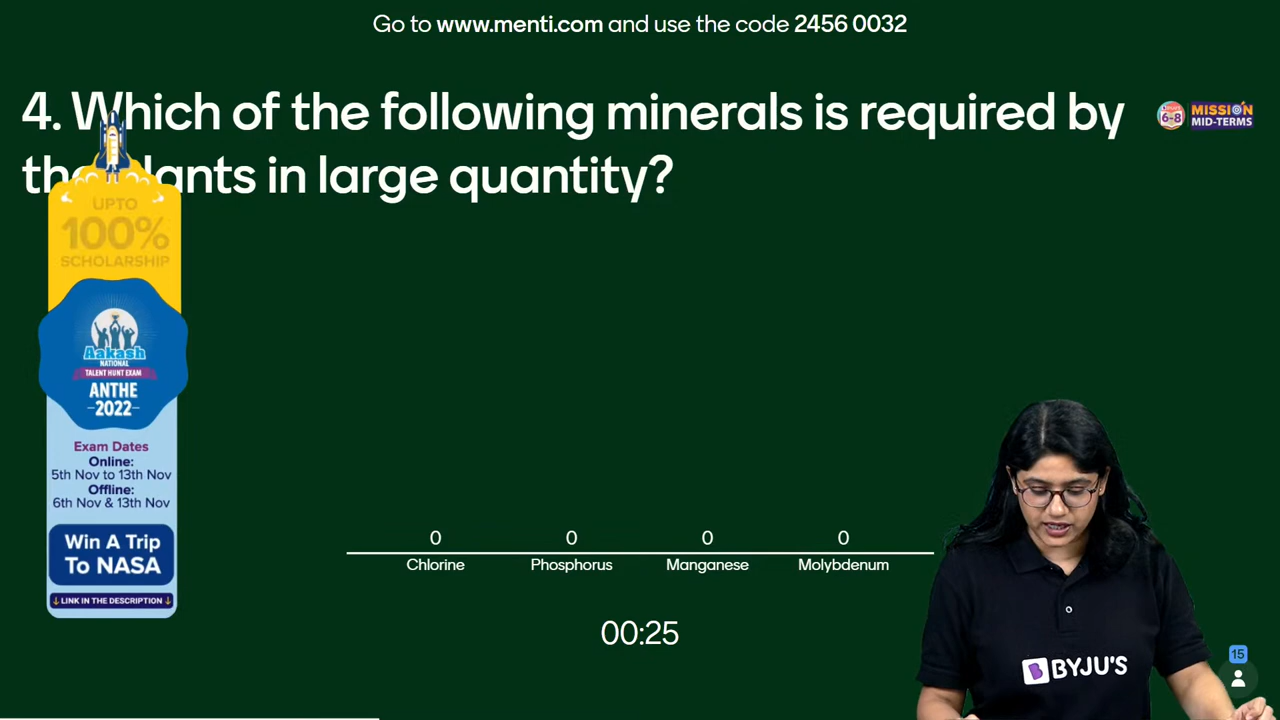 Go to www.menti.com and use the code 2456 0032
4. Which of the following minerals is required by
the plants in large quantity?
6-8
MISSION
MID-TERMS
UPTO
100%
SCHOLARSHIP
Aakash
NATIONAL
TALENT HUNT EXAM
ANTHE
-2022-
Exam Dates
Online:
5th Nov to 13th Nov
Offline:
6th Nov & 13th Nov
Win A Trip
To NASA
↓ LINK IN THE DESCRIPTION ↓
0 0 0 0
Chlorine Phosphorus Manganese Molybdenum
00:25
BYJU'S
15